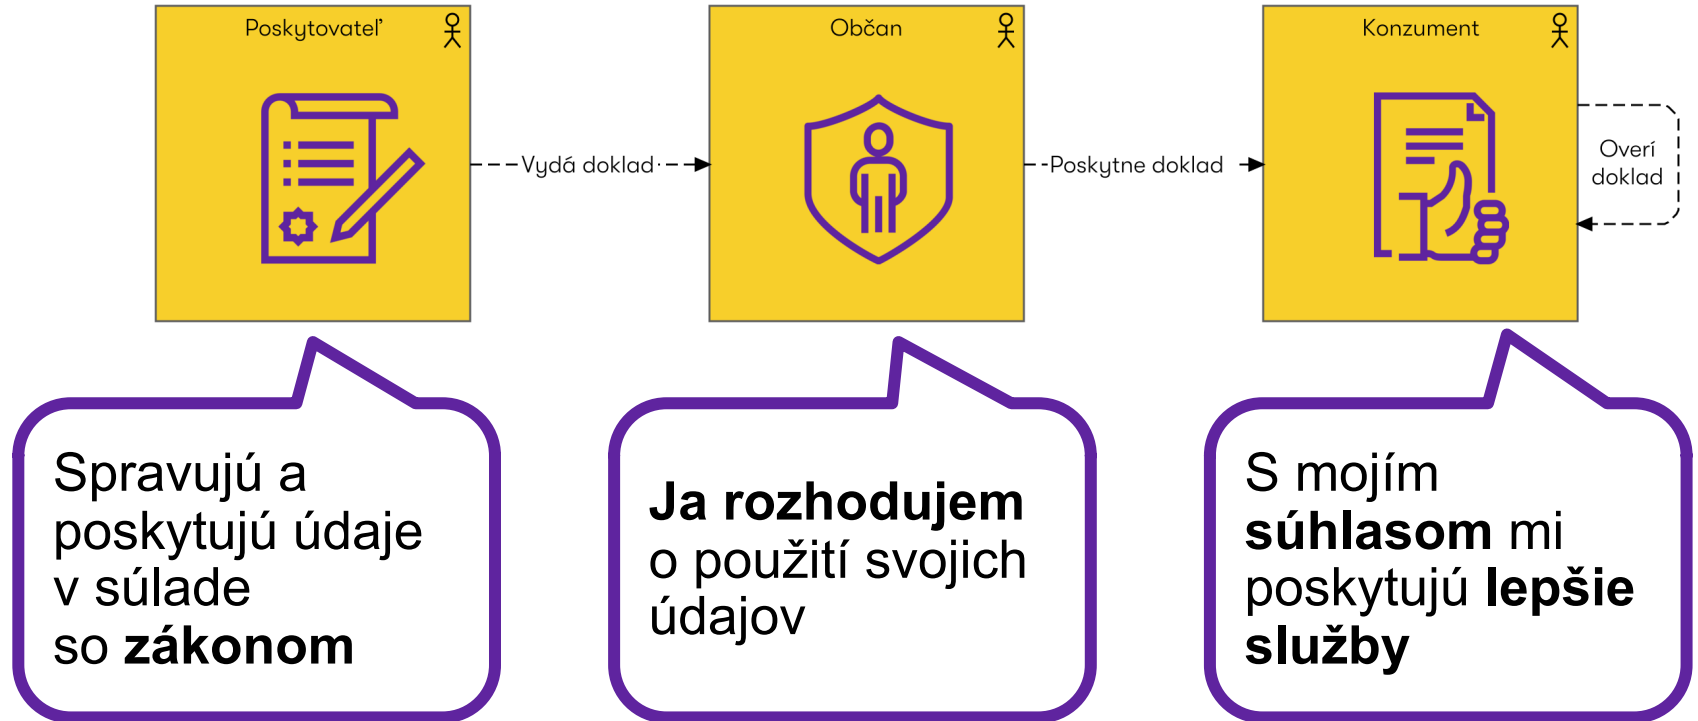 Poskytovateľ
Občan
Konzument
Vydá doklad
Poskytne doklad
Overí
doklad
Spravujú a
poskytujú údaje
v súlade
so zákonom
Ja rozhodujem
o použití svojich
údajov
S mojím
súhlasom mi
poskytujú lepšie
služby